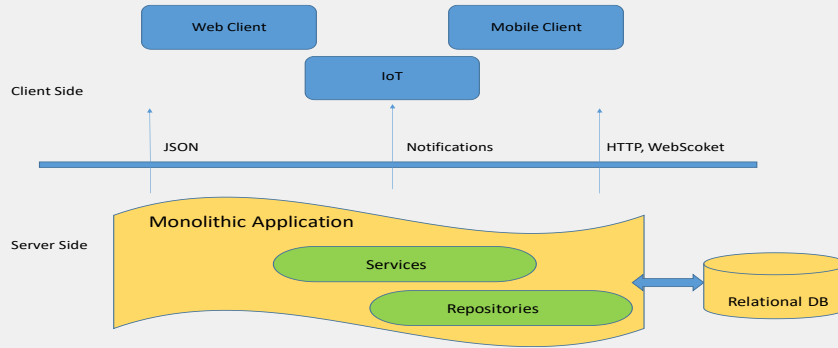 Web Client
Mobile Client
IoT
Client Side
JSON
Notifications
HTTP, WebScoket
Monolithic Application
Server Side
Services
Relational DB
Repositories